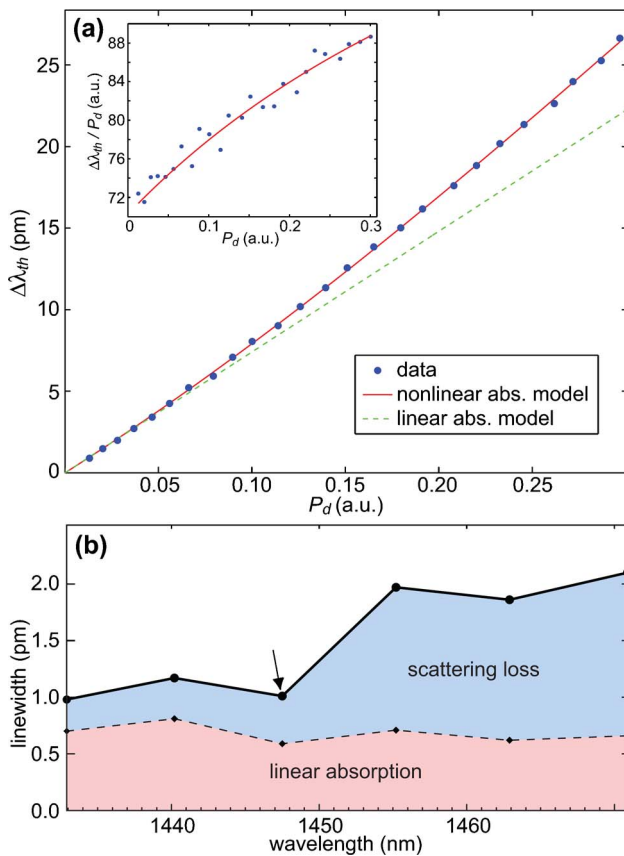 (a)
88
84
80
76
72
Δλth / Pd (a.u.)
0
0.1
0.2
0.3
Pd (a.u.)
25
20
15
10
5
0
Δλth (pm)
data
nonlinear abs. model
linear abs. model
0.05
0.10
0.15
0.20
0.25
Pd (a.u.)
(b)
2.0
1.5
1.0
0.5
0.0
linewidth (pm)
scattering loss
linear absorption
1440
1450
1460
wavelength (nm)